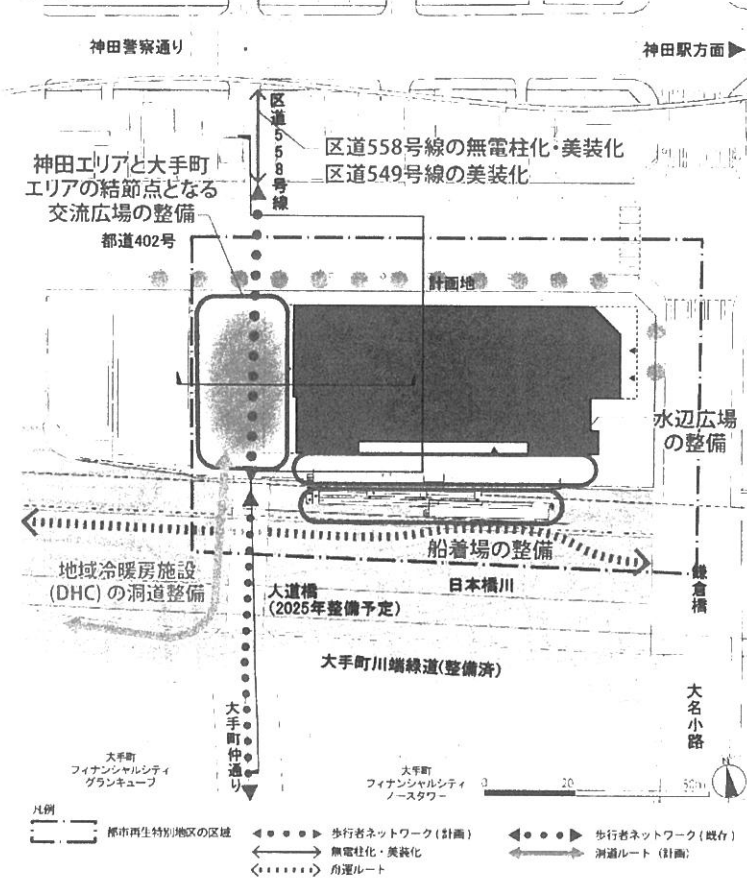 神田警察通り
神田駅方面▶
区道558号線
区道558号線の無電柱化・美装化
区道549号線の美装化
神田エリアと大手町
エリアの結節点となる
交流広場の整備
都道402号
計画地
水辺広場
の整備
船着場の整備
地域冷暖房施設
(DHC)の洞道整備
大道橋
(2025年整備予定)
日本橋川
鎌倉橋
大手町川端緑道(整備済)
大手町仲通り
大名小路
大手町
フィナンシャルシティ
グランキューブ
大手町
フィナンシャルシティ
ノースタワー
0 20 50m
N
凡例
都市再生特別地区の区域
歩行者ネットワーク(計画)
歩行者ネットワーク(既存)
無電柱化・美装化
洞道ルート(計画)
舟運ルート